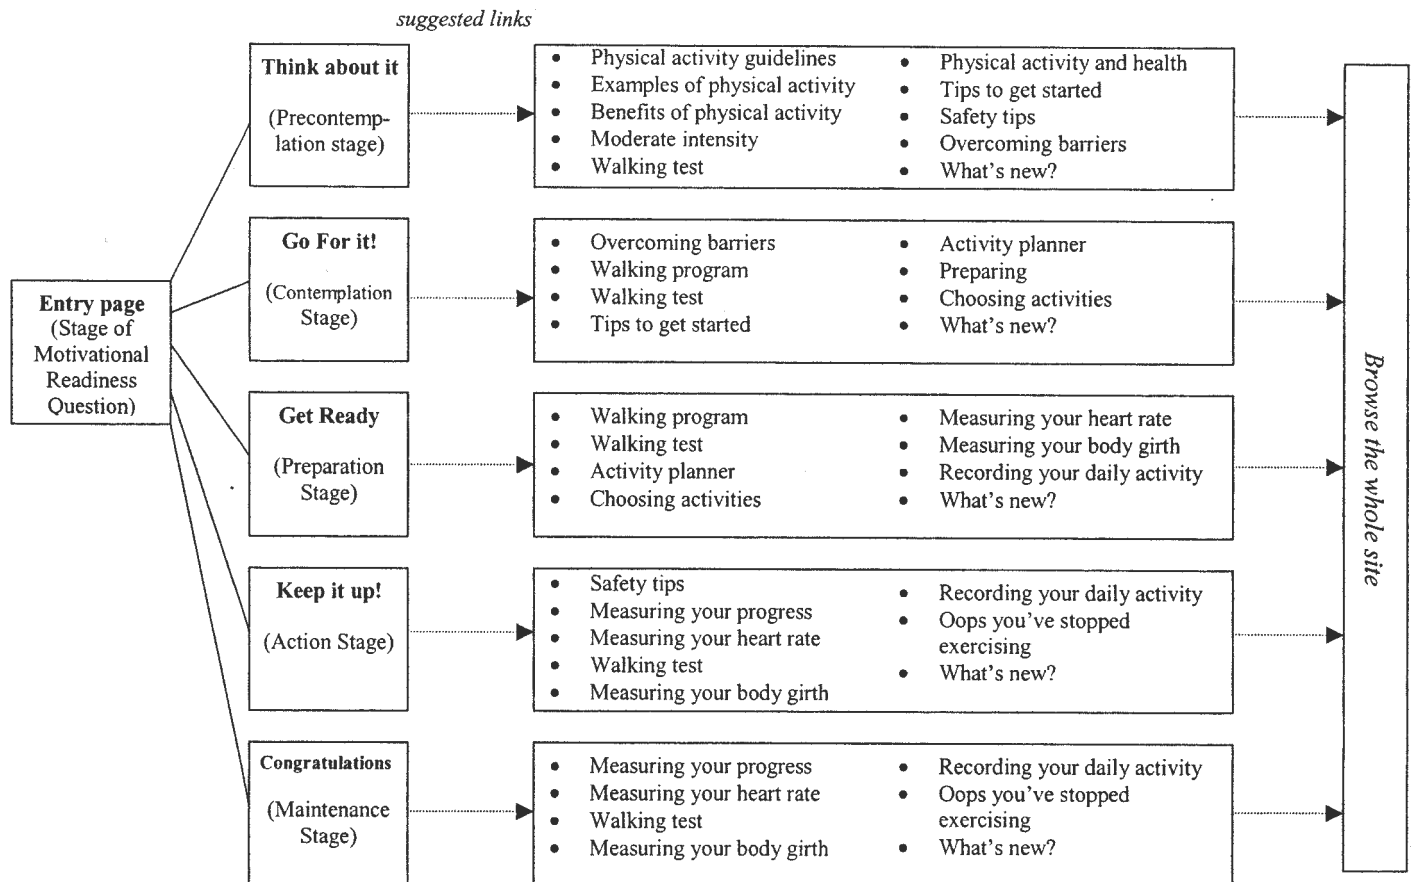 suggested links
Entry page
(Stage of
Motivational
Readiness
Question)
Think about it
(Precontemp-
lation stage)
• Physical activity guidelines
• Examples of physical activity
• Benefits of physical activity
• Moderate intensity
• Walking test
• Physical activity and health
• Tips to get started
• Safety tips
• Overcoming barriers
• What's new?
Go For it!
(Contemplation
Stage)
• Overcoming barriers
• Walking program
• Walking test
• Tips to get started
• Activity planner
• Preparing
• Choosing activities
• What's new?
Get Ready
(Preparation
Stage)
• Walking program
• Walking test
• Activity planner
• Choosing activities
• Measuring your heart rate
• Measuring your body girth
• Recording your daily activity
• What's new?
Keep it up!
(Action Stage)
• Safety tips
• Measuring your progress
• Measuring your heart rate
• Walking test
• Measuring your body girth
• Recording your daily activity
• Oops you've stopped
exercising
• What's new?
Congratulations
(Maintenance
Stage)
• Measuring your progress
• Measuring your heart rate
• Walking test
• Measuring your body girth
• Recording your daily activity
• Oops you've stopped
exercising
• What's new?
Browse the whole site